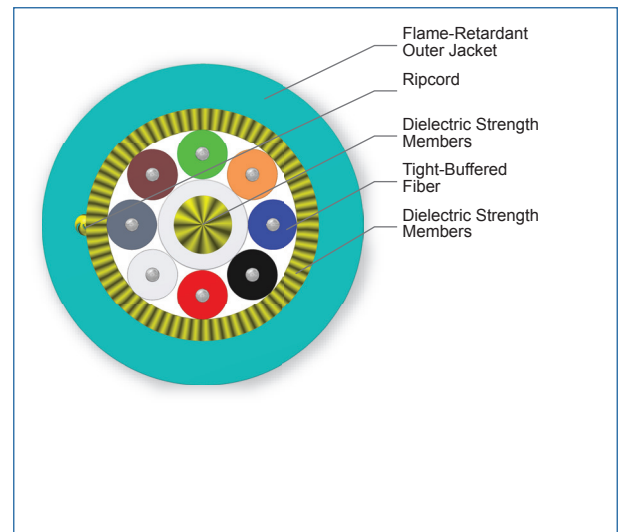 Flame-Retardant
Outer Jacket
Ripcord
Dielectric Strength
Members
Tight-Buffered
Fiber
Dielectric Strength
Members